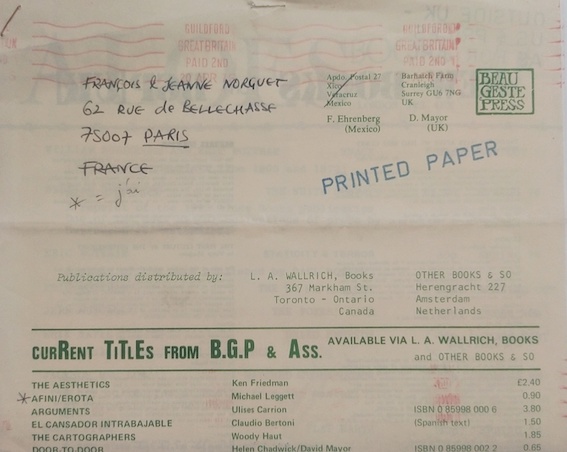 GUILDFORD GUILDFORD
GREAT BRITAIN GREAT BRITAIN
PAID 2ND PAID 2ND
FRANÇOIS & JEANNE NORGUET
62 RUE de BELLECHASSE
75007 PARIS
FRANCE
* = j'ai
Apdo. Postal 27
Xico
Veracruz
Mexico
F. Ehrenberg
(Mexico)
Barhatch Farm
Cranleigh
Surrey GU6 7NG
UK
D. Mayor
(UK)
BEAU
GESTE
PRESS
PRINTED PAPER
Publications distributed by:
L. A. WALLRICH, Books
367 Markham St.
Toronto - Ontario
Canada
OTHER BOOKS & SO
Herengracht 227
Amsterdam
Netherlands
CURRENT TITLES FROM B.G.P & ASS. AVAILABLE VIA L. A. WALLRICH, BOOKS
and OTHER BOOKS & SO
THE AESTHETICS Ken Friedman £2.40
* AFINI/EROTA Michael Leggett 0.90
ARGUMENTS Ulises Carrion ISBN 0 85998 000 6 3.80
EL CANSADOR INTRABAJABLE Claudio Bertoni (Spanish text) 1.50
THE CARTOGRAPHERS Woody Haut 1.85
DOOR-TO-DOOR Helen Chadwick/David Mayor ISBN 0 85998 002 2 0.65